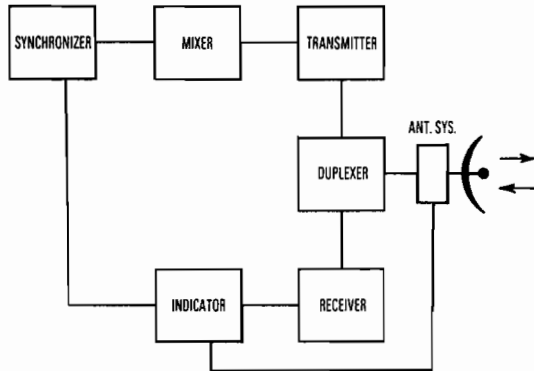 SYNCHRONIZER
MIXER
TRANSMITTER
ANT. SYS.
DUPLEXER
INDICATOR
RECEIVER